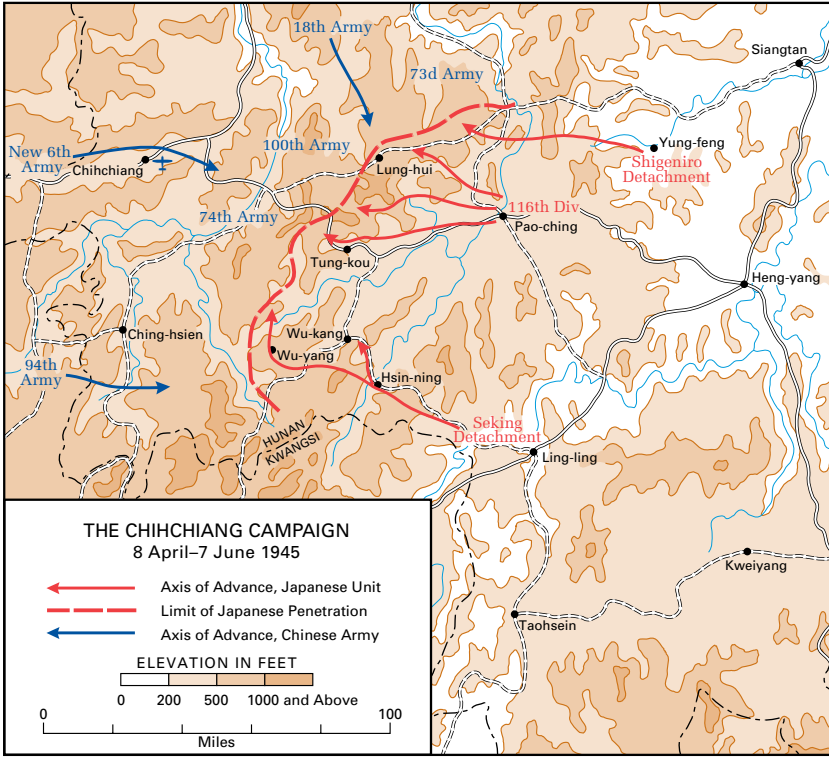 18th
Army
73d Army
Siangtan
New 6th
Army
Chihchiang
100th Army
Lung-hui
Yung-feng
Shigeniro
Detachment
74th Army
116th Div
Pao-ching
Tung-kou
Heng-yang
Ching-hsien
Wu-kang
Wu-yang
94th
Army
Hsin-ning
Seking
Detachment
HUNAN
KWANGSI
Ling-ling
THE CHIHCHIANG CAMPAIGN
8 April–7 June 1945
Axis of Advance, Japanese Unit
Limit of Japanese Penetration
Axis of Advance, Chinese Army
ELEVATION IN FEET
0 200 500 1000 and Above
0 100
Miles
Kweiyang
Taohsein